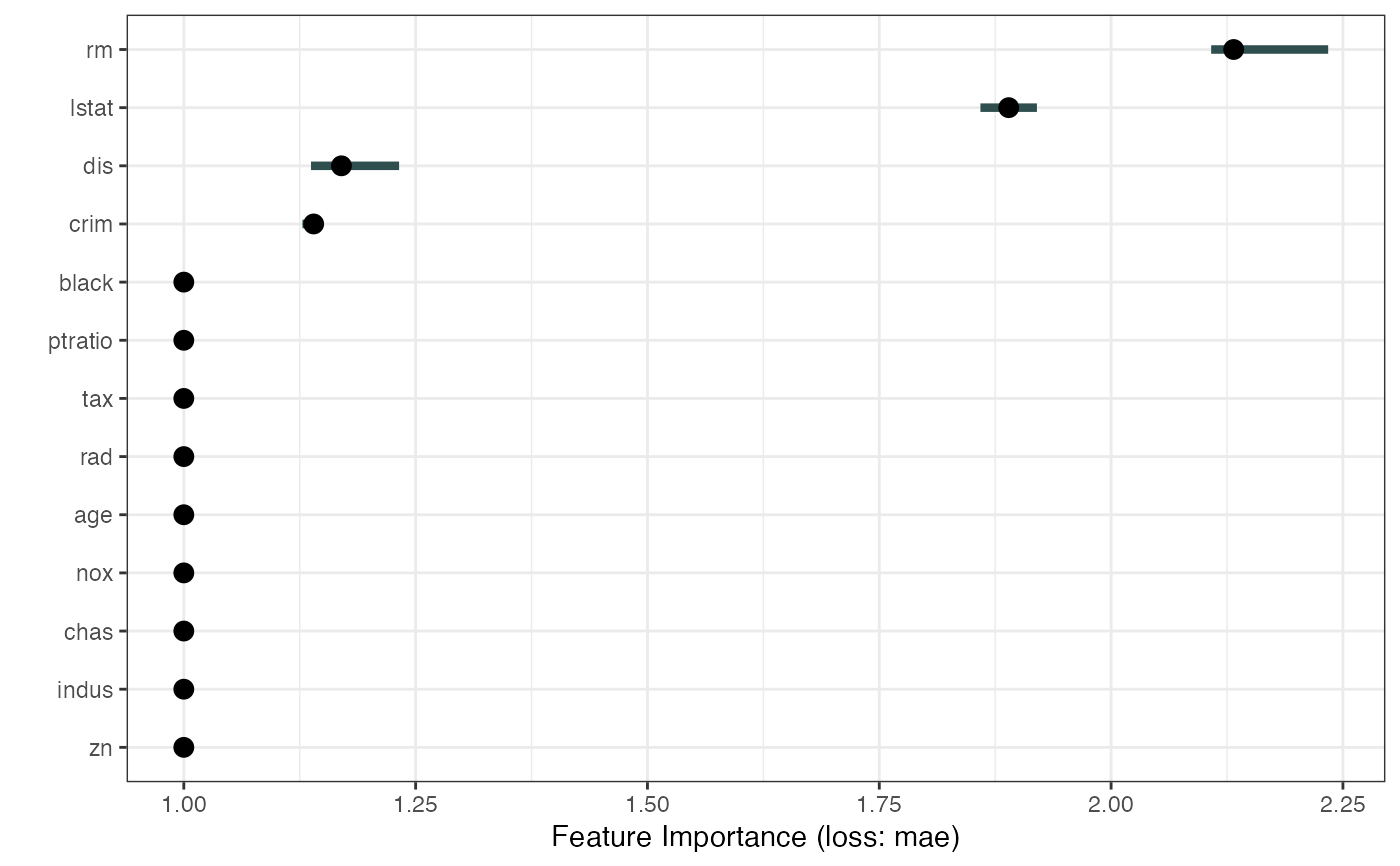 rm
lstat
dis
crim
black
ptratio
tax
rad
age
nox
chas
indus
zn
1.00 1.25 1.50 1.75 2.00 2.25
Feature Importance (loss: mae)